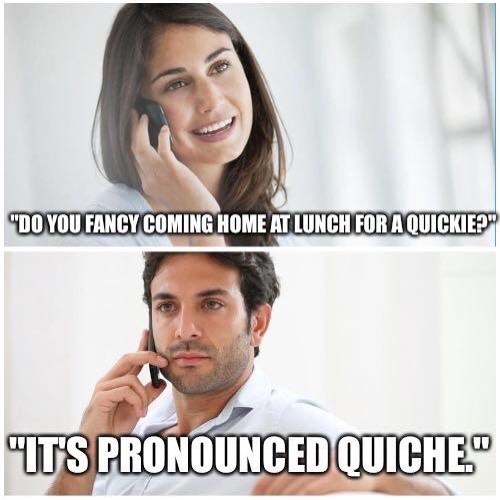 "DO YOU FANCY COMING HOME AT LUNCH FOR A QUICKIE?"
"IT'S PRONOUNCED QUICHE."